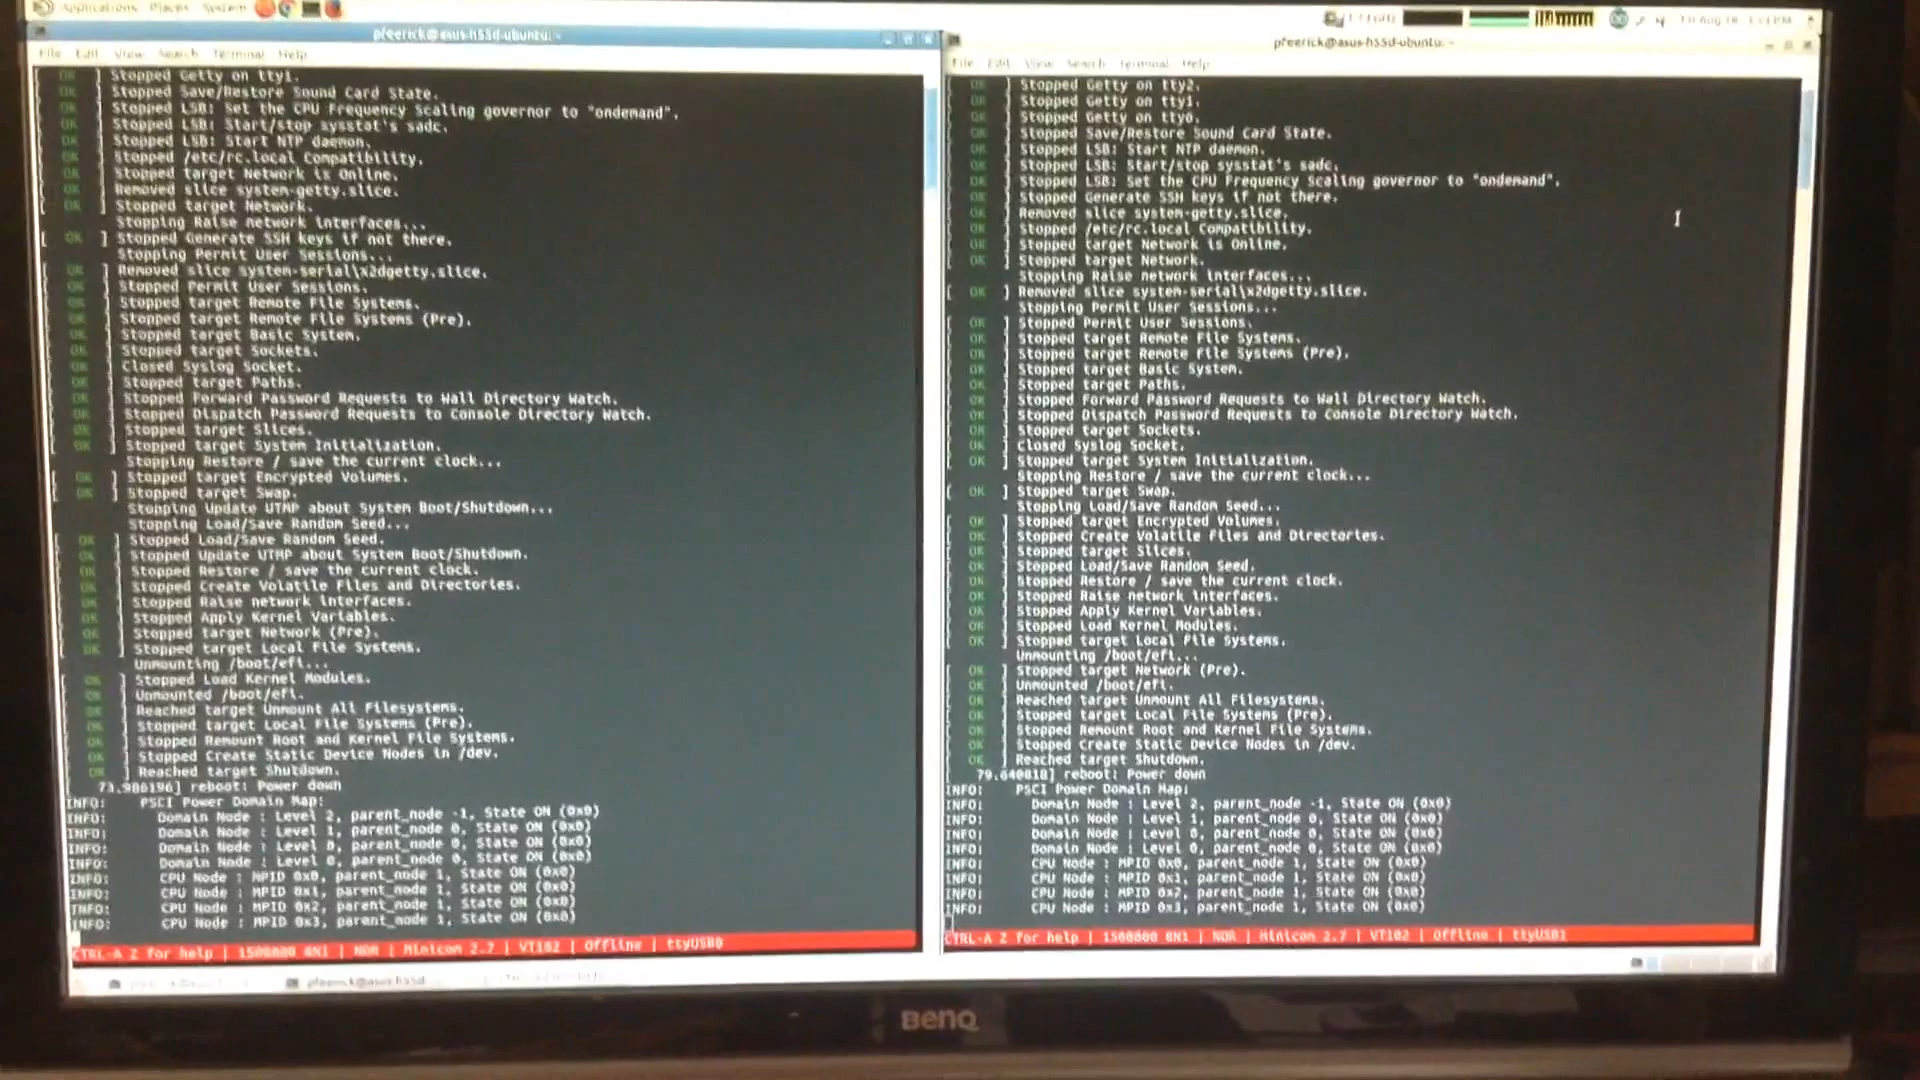 Applications Places System
pfeerick@asus-h55d-ubuntu: ~
File Edit View Search Terminal Help
OK ] Stopped Getty on tty1.
OK ] Stopped Save/Restore Sound Card State.
OK ] Stopped LSB: Set the CPU Frequency Scaling governor to "ondemand".
OK ] Stopped LSB: Start/stop sysstat's sadc.
OK ] Stopped LSB: Start NTP daemon.
OK ] Stopped /etc/rc.local Compatibility.
OK ] Stopped target Network is Online.
OK ] Removed slice system-getty.slice.
OK ] Stopped target Network.
Stopping Raise network interfaces...
[ OK ] Stopped Generate SSH keys if not there.
Stopping Permit User Sessions...
[ OK ] Removed slice system-serial\x2dgetty.slice.
[ OK ] Stopped Permit User Sessions.
[ OK ] Stopped target Remote File Systems.
[ OK ] Stopped target Remote File Systems (Pre).
[ OK ] Stopped target Basic System.
[ OK ] Stopped target Sockets.
[ OK ] Closed Syslog Socket.
[ OK ] Stopped target Paths.
[ OK ] Stopped Forward Password Requests to Wall Directory Watch.
[ OK ] Stopped Dispatch Password Requests to Console Directory Watch.
[ OK ] Stopped target Slices.
[ OK ] Stopped target System Initialization.
Stopping Restore / save the current clock...
[ OK ] Stopped target Encrypted Volumes.
[ OK ] Stopped target Swap.
Stopping Update UTMP about System Boot/Shutdown...
Stopping Load/Save Random Seed...
[ OK ] Stopped Load/Save Random Seed.
[ OK ] Stopped Update UTMP about System Boot/Shutdown.
[ OK ] Stopped Restore / save the current clock.
[ OK ] Stopped Create Volatile Files and Directories.
[ OK ] Stopped Raise network interfaces.
[ OK ] Stopped Apply Kernel Variables.
[ OK ] Stopped target Network (Pre).
[ OK ] Stopped target Local File Systems.
Unmounting /boot/efi...
[ OK ] Stopped Load Kernel Modules.
[ OK ] Unmounted /boot/efi.
[ OK ] Reached target Unmount All Filesystems.
[ OK ] Stopped target Local File Systems (Pre).
[ OK ] Stopped Remount Root and Kernel File Systems.
[ OK ] Stopped Create Static Device Nodes in /dev.
[ OK ] Reached target Shutdown.
[ 73.986196] reboot: Power down
INFO: PSCI Power Domain Map:
INFO: Domain Node : Level 2, parent_node -1, State ON (0x0)
INFO: Domain Node : Level 1, parent_node 0, State ON (0x0)
INFO: Domain Node : Level 0, parent_node 0, State ON (0x0)
INFO: Domain Node : Level 0, parent_node 0, State ON (0x0)
INFO: CPU Node : MPID 0x0, parent_node 1, State ON (0x0)
INFO: CPU Node : MPID 0x1, parent_node 1, State ON (0x0)
INFO: CPU Node : MPID 0x2, parent_node 1, State ON (0x0)
INFO: CPU Node : MPID 0x3, parent_node 1, State ON (0x0)
CTRL-A Z for help | 1500000 8N1 | NOR | Minicom 2.7 | VT102 | Offline | ttyUSB0
pfeerick@asus-h55d
pfeerick@asus-h55d-ubuntu: ~
File Edit View Search Terminal Help
OK ] Stopped Getty on tty2.
OK ] Stopped Getty on tty1.
OK ] Stopped Getty on tty6.
OK ] Stopped Save/Restore Sound Card State.
OK ] Stopped LSB: Start NTP daemon.
OK ] Stopped LSB: Start/stop sysstat's sadc.
OK ] Stopped LSB: Set the CPU Frequency Scaling governor to "ondemand".
OK ] Stopped Generate SSH keys if not there.
OK ] Removed slice system-getty.slice.
OK ] Stopped /etc/rc.local Compatibility.
OK ] Stopped target Network is Online.
OK ] Stopped target Network.
Stopping Raise network interfaces...
[ OK ] Removed slice system-serial\x2dgetty.slice.
Stopping Permit User Sessions...
[ OK ] Stopped Permit User Sessions.
[ OK ] Stopped target Remote File Systems.
[ OK ] Stopped target Remote File Systems (Pre).
[ OK ] Stopped target Basic System.
[ OK ] Stopped target Paths.
[ OK ] Stopped Forward Password Requests to Wall Directory Watch.
[ OK ] Stopped Dispatch Password Requests to Console Directory Watch.
[ OK ] Stopped target Sockets.
[ OK ] Closed Syslog Socket.
[ OK ] Stopped target System Initialization.
Stopping Restore / save the current clock...
[ OK ] Stopped target Swap.
Stopping Load/Save Random Seed...
[ OK ] Stopped target Encrypted Volumes.
[ OK ] Stopped Create Volatile Files and Directories.
[ OK ] Stopped target Slices.
[ OK ] Stopped Load/Save Random Seed.
[ OK ] Stopped Restore / save the current clock.
[ OK ] Stopped Raise network interfaces.
[ OK ] Stopped Apply Kernel Variables.
[ OK ] Stopped Load Kernel Modules.
[ OK ] Stopped target Local File Systems.
Unmounting /boot/efi...
[ OK ] Stopped target Network (Pre).
[ OK ] Unmounted /boot/efi.
[ OK ] Reached target Unmount All Filesystems.
[ OK ] Stopped target Local File Systems (Pre).
[ OK ] Stopped Remount Root and Kernel File Systems.
[ OK ] Stopped Create Static Device Nodes in /dev.
[ OK ] Reached target Shutdown.
[ 79.640818] reboot: Power down
INFO: PSCI Power Domain Map:
INFO: Domain Node : Level 2, parent_node -1, State ON (0x0)
INFO: Domain Node : Level 1, parent_node 0, State ON (0x0)
INFO: Domain Node : Level 0, parent_node 0, State ON (0x0)
INFO: Domain Node : Level 0, parent_node 0, State ON (0x0)
INFO: CPU Node : MPID 0x0, parent_node 1, State ON (0x0)
INFO: CPU Node : MPID 0x1, parent_node 1, State ON (0x0)
INFO: CPU Node : MPID 0x2, parent_node 1, State ON (0x0)
INFO: CPU Node : MPID 0x3, parent_node 1, State ON (0x0)
CTRL-A Z for help | 1500000 8N1 | NOR | Minicom 2.7 | VT102 | Offline | ttyUSB1
BenQ